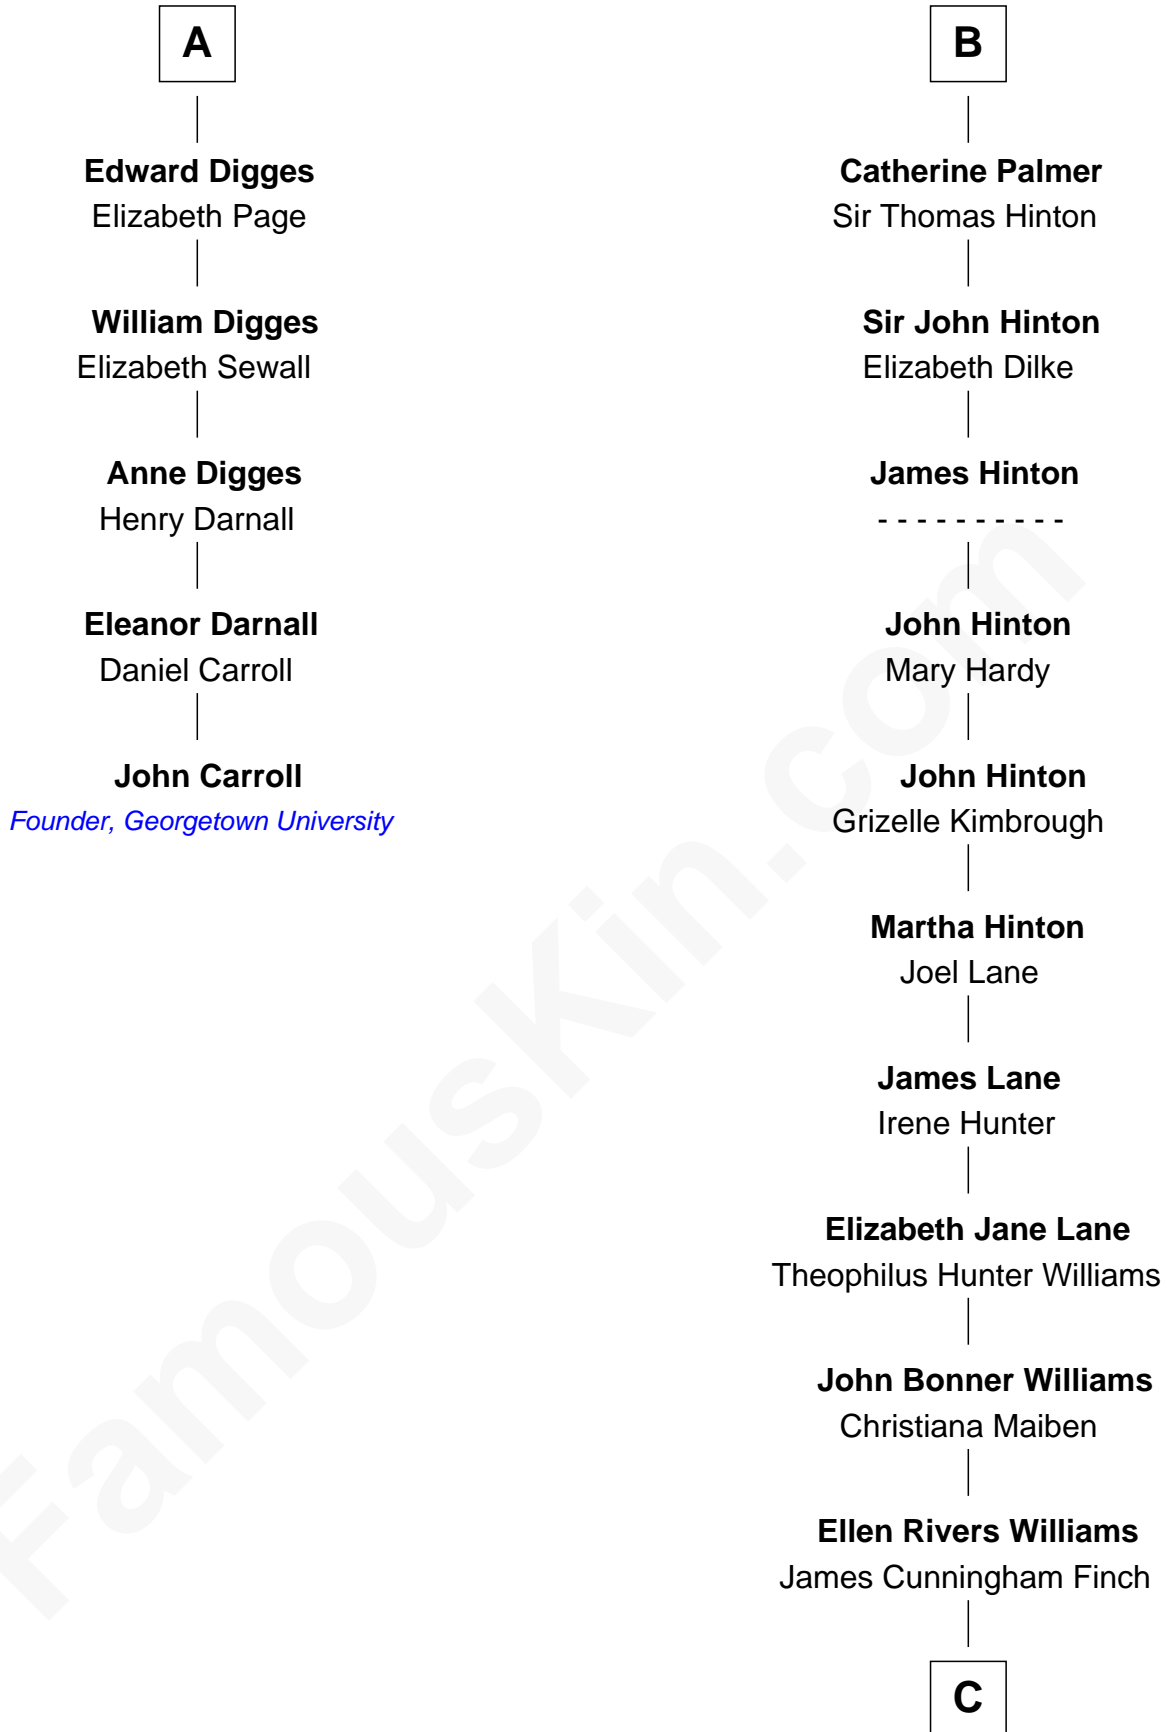 A
Edward Digges
Elizabeth Page
William Digges
Elizabeth Sewall
Anne Digges
Henry Darnall
Eleanor Darnall
Daniel Carroll
John Carroll
Founder, Georgetown University
B
Catherine Palmer
Sir Thomas Hinton
Sir John Hinton
Elizabeth Dilke
James Hinton
- - - - - - - - - -
John Hinton
Mary Hardy
John Hinton
Grizelle Kimbrough
Martha Hinton
Joel Lane
James Lane
Irene Hunter
Elizabeth Jane Lane
Theophilus Hunter Williams
John Bonner Williams
Christiana Maiben
Ellen Rivers Williams
James Cunningham Finch
C
FamousKin.com